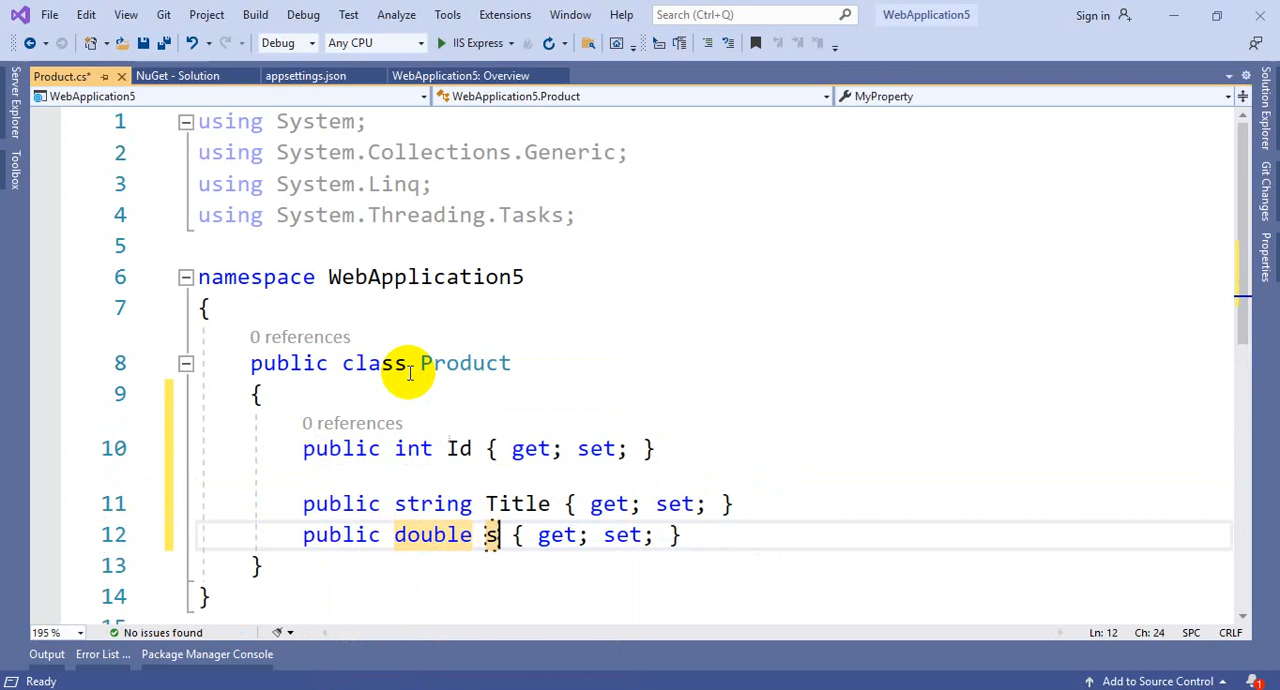 File Edit View Git Project Build Debug Test Analyze Tools Extensions Window Help Search (Ctrl+Q) WebApplication5 Sign in
Debug Any CPU IIS Express
Product.cs* NuGet - Solution appsettings.json WebApplication5: Overview
WebApplication5 WebApplication5.Product MyProperty
Server Explorer
Toolbox
Solution Explorer
Git Changes
Properties
1 using System;
2 using System.Collections.Generic;
3 using System.Linq;
4 using System.Threading.Tasks;
5
6 namespace WebApplication5
7 {
0 references
8 public class Product
9 {
0 references
10 public int Id { get; set; }
11 public string Title { get; set; }
12 public double s { get; set; }
13 }
14 }
195 % No issues found Ln: 12 Ch: 24 SPC CRLF
Output Error List ... Package Manager Console
Ready Add to Source Control 1